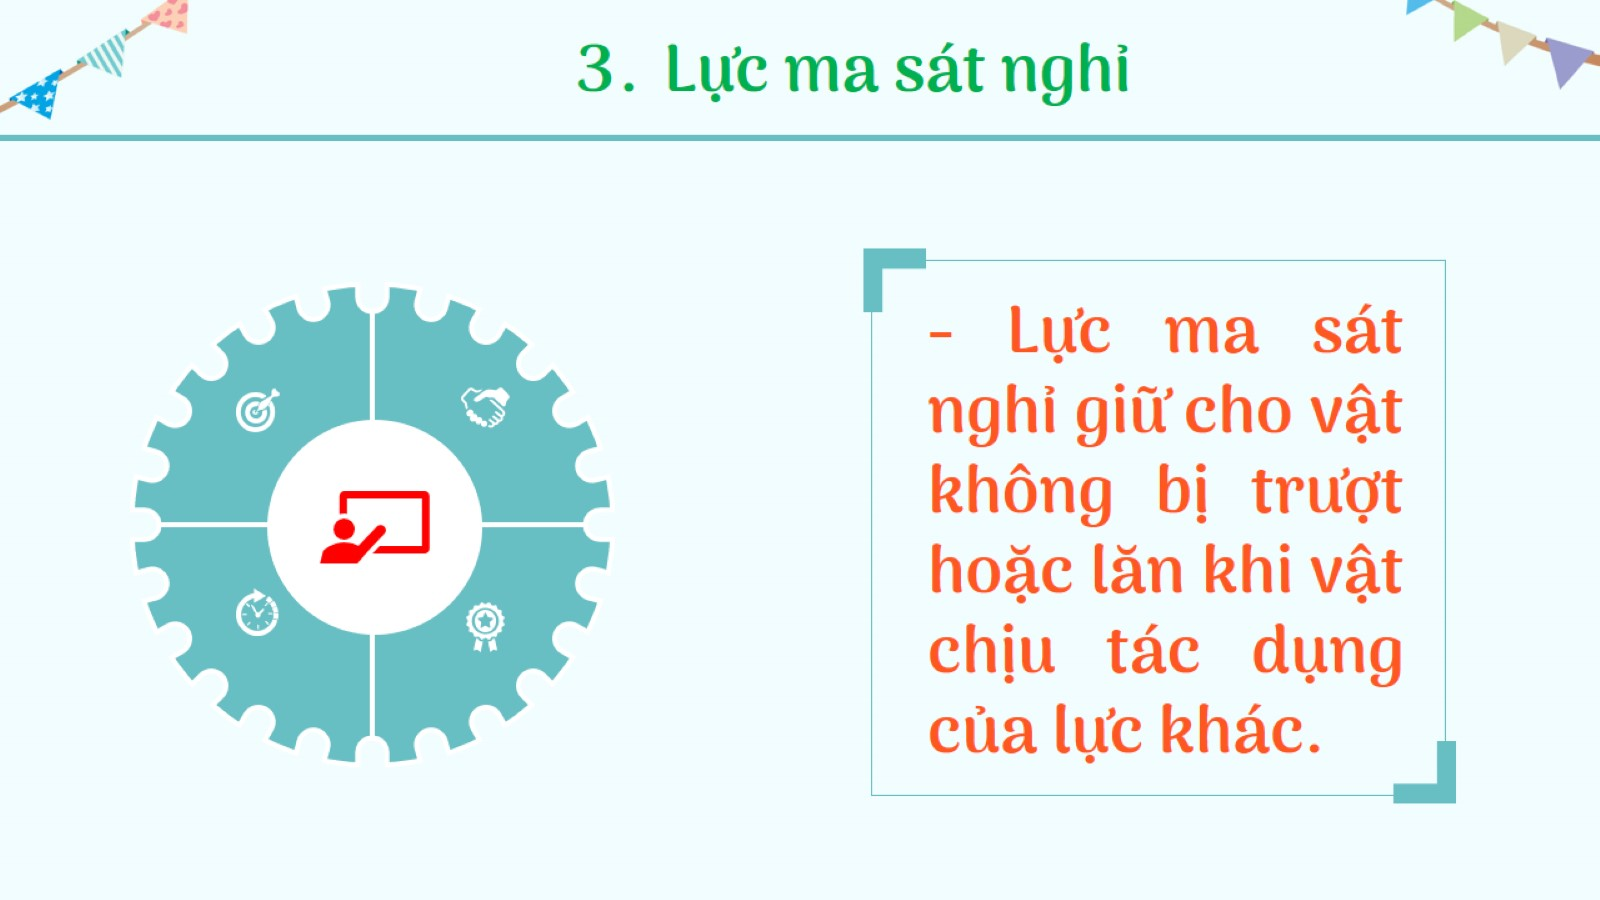 3. Lực ma sát nghỉ
- Lực ma sát
nghỉ giữ cho vật
không bị trượt
hoặc lăn khi vật
chịu tác dụng
của lực khác.